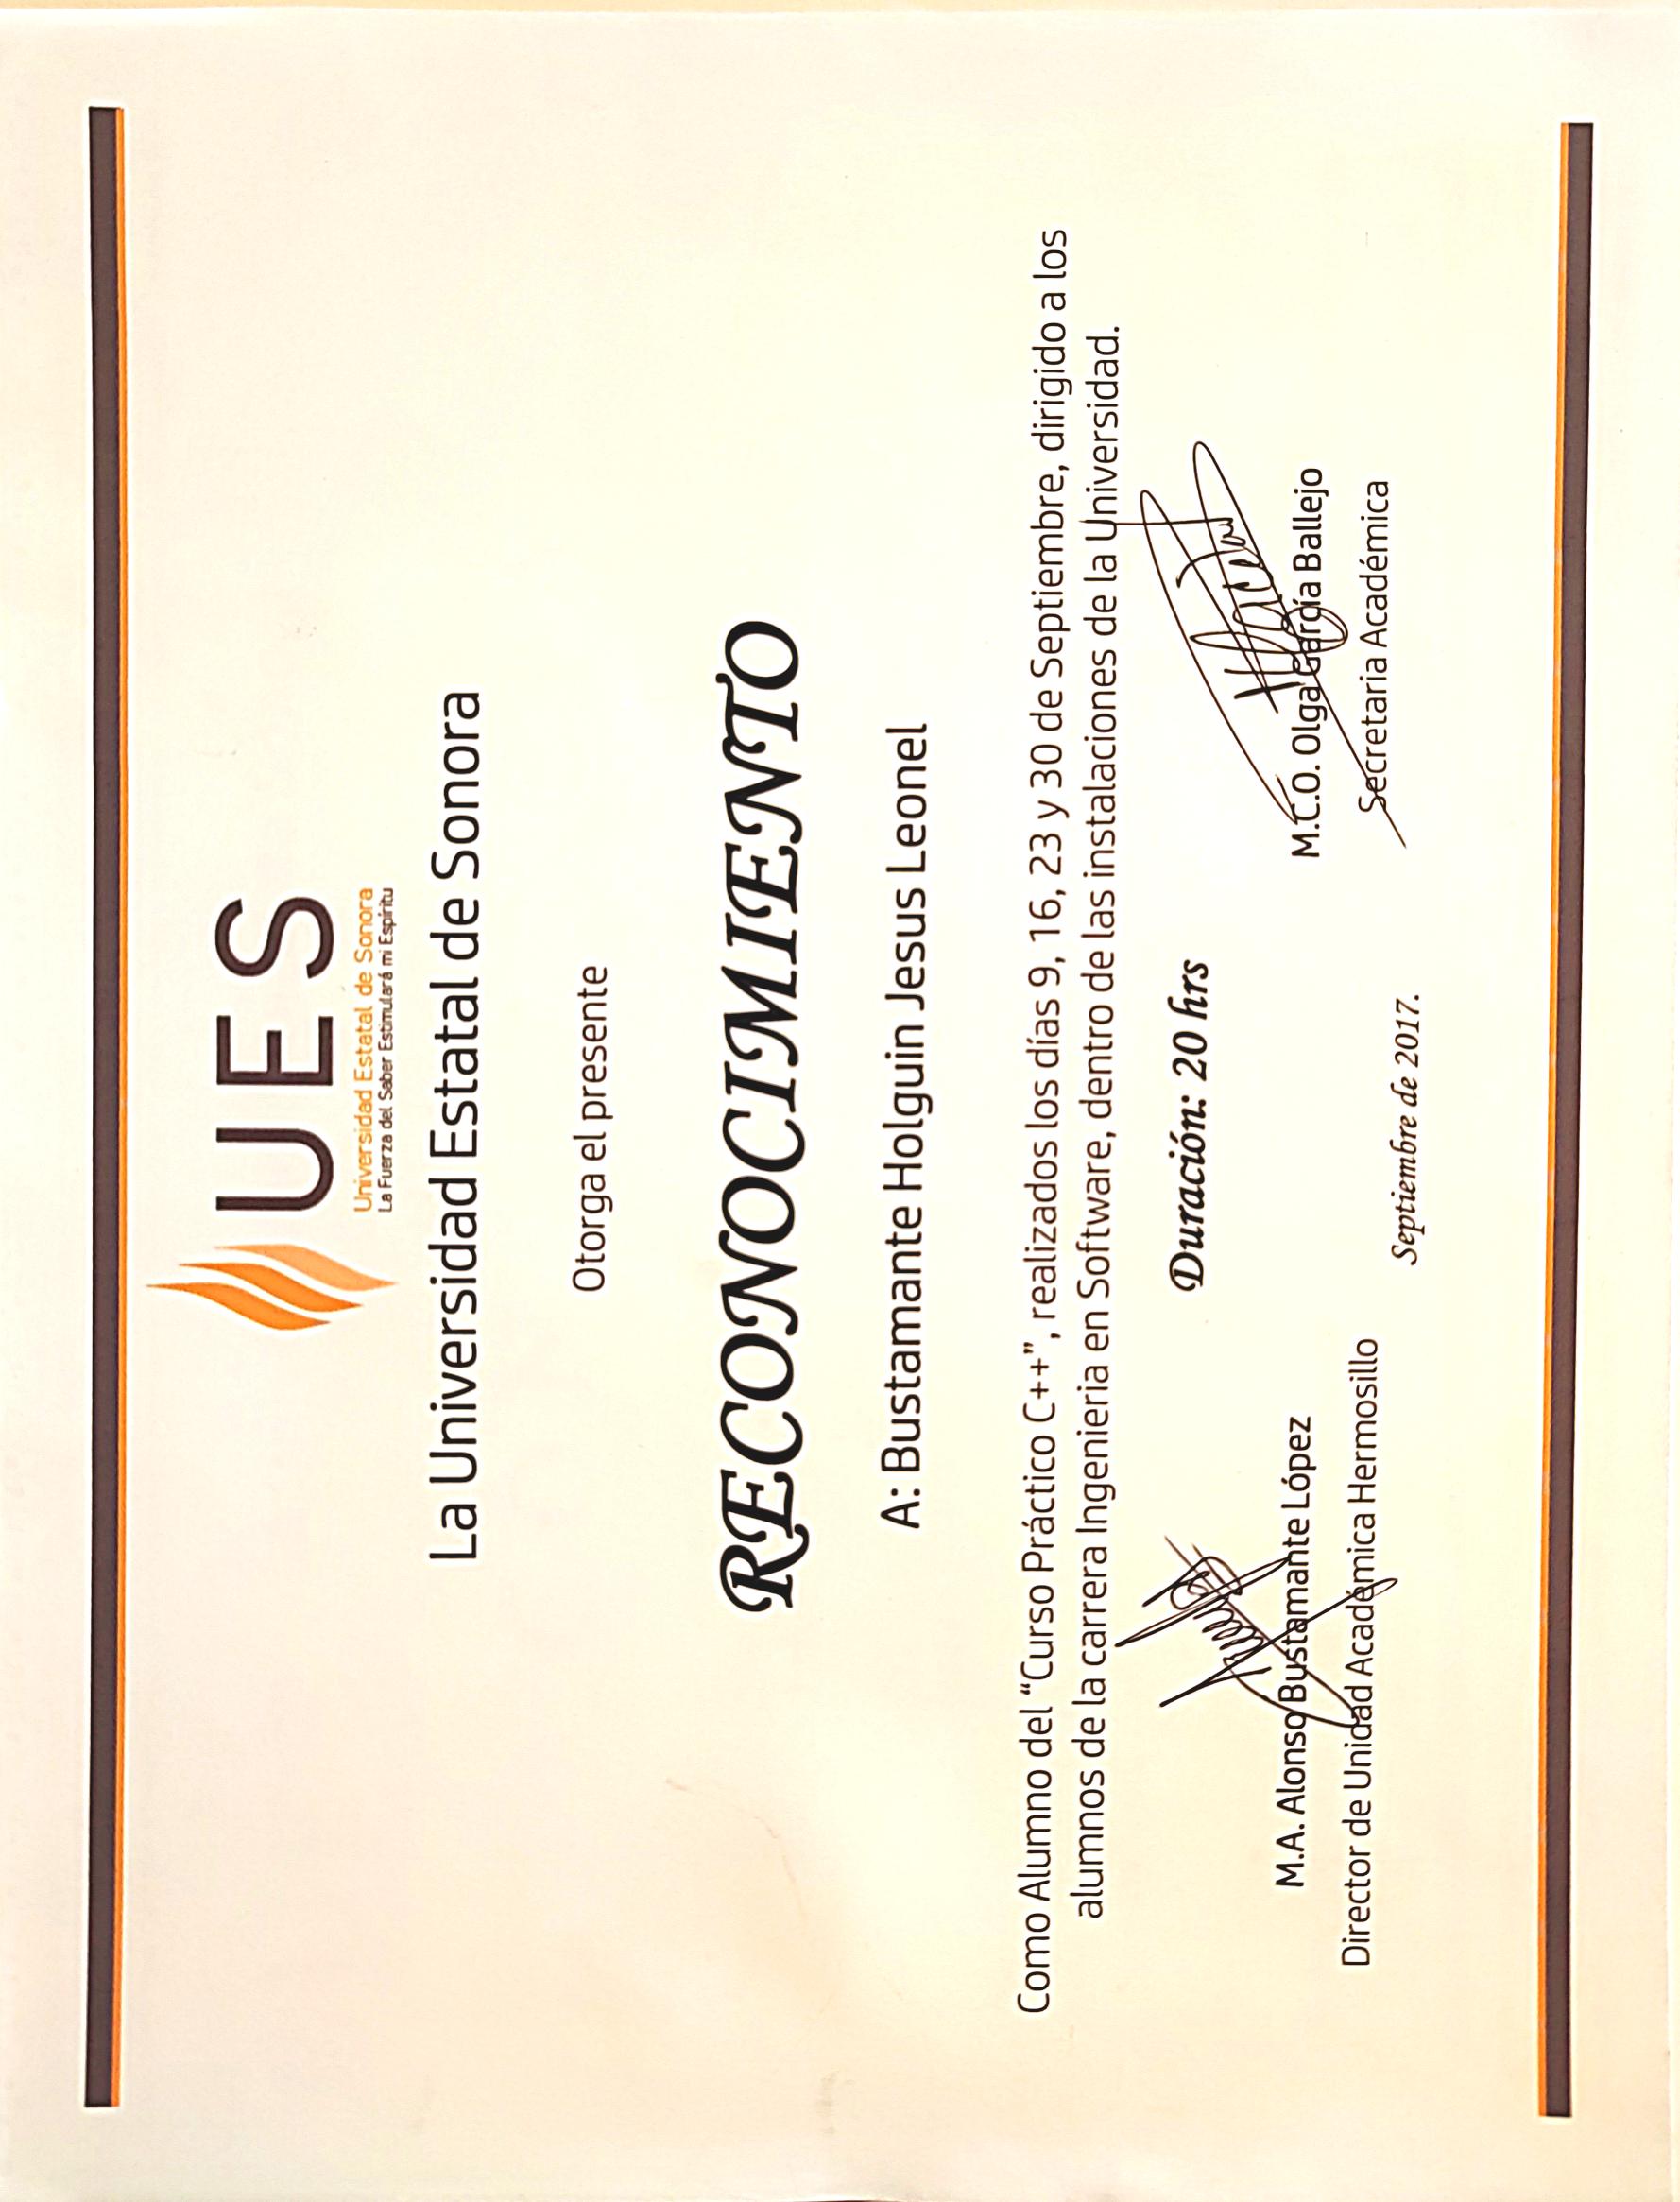 UES
Universidad Estatal de Sonora
La Fuerza del Saber Estimulará mi Espíritu
La Universidad Estatal de Sonora
Otorga el presente
RECONOCIMIENTO
A: Bustamante Holguin Jesus Leonel
Como Alumno del “Curso Práctico C++”, realizados los días 9, 16, 23 y 30 de Septiembre, dirigido a los
alumnos de la carrera Ingenieria en Software, dentro de las instalaciones de la Universidad.
Duración: 20 hrs
M.A. Alonso Bustamante López
Director de Unidad Académica Hermosillo
M.C.O. Olga García Ballejo
Secretaria Académica
Septiembre de 2017.